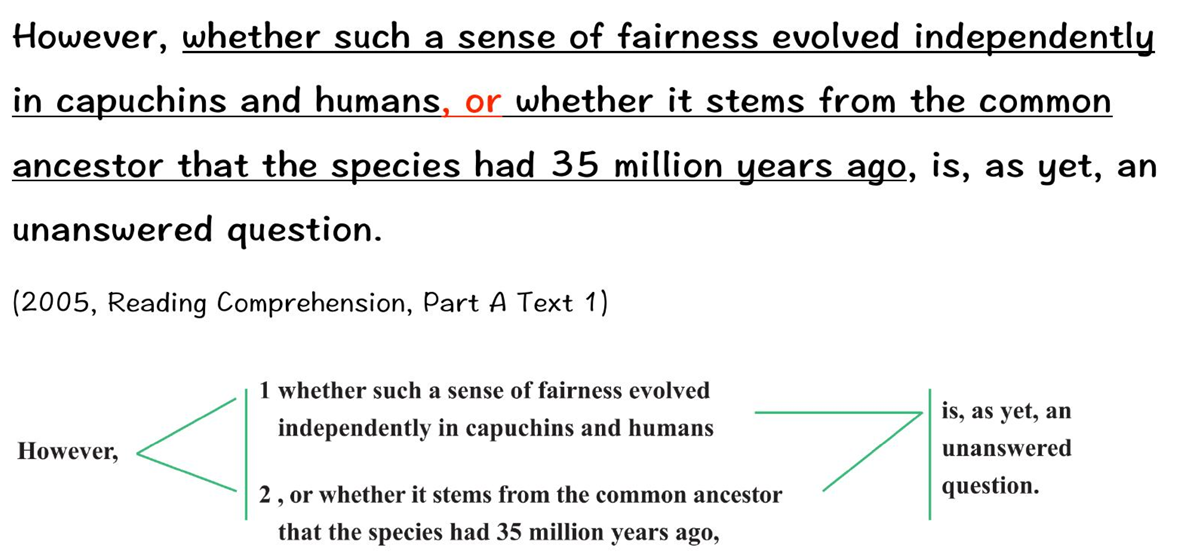 However, whether such a sense of fairness evolved independently
in capuchins and humans, or whether it stems from the common
ancestor that the species had 35 million years ago, is, as yet, an
unanswered question.
(2005, Reading Comprehension, Part A Text 1)
However,
1 whether such a sense of fairness evolved
independently in capuchins and humans
2 , or whether it stems from the common ancestor
that the species had 35 million years ago,
is, as yet, an
unanswered
question.